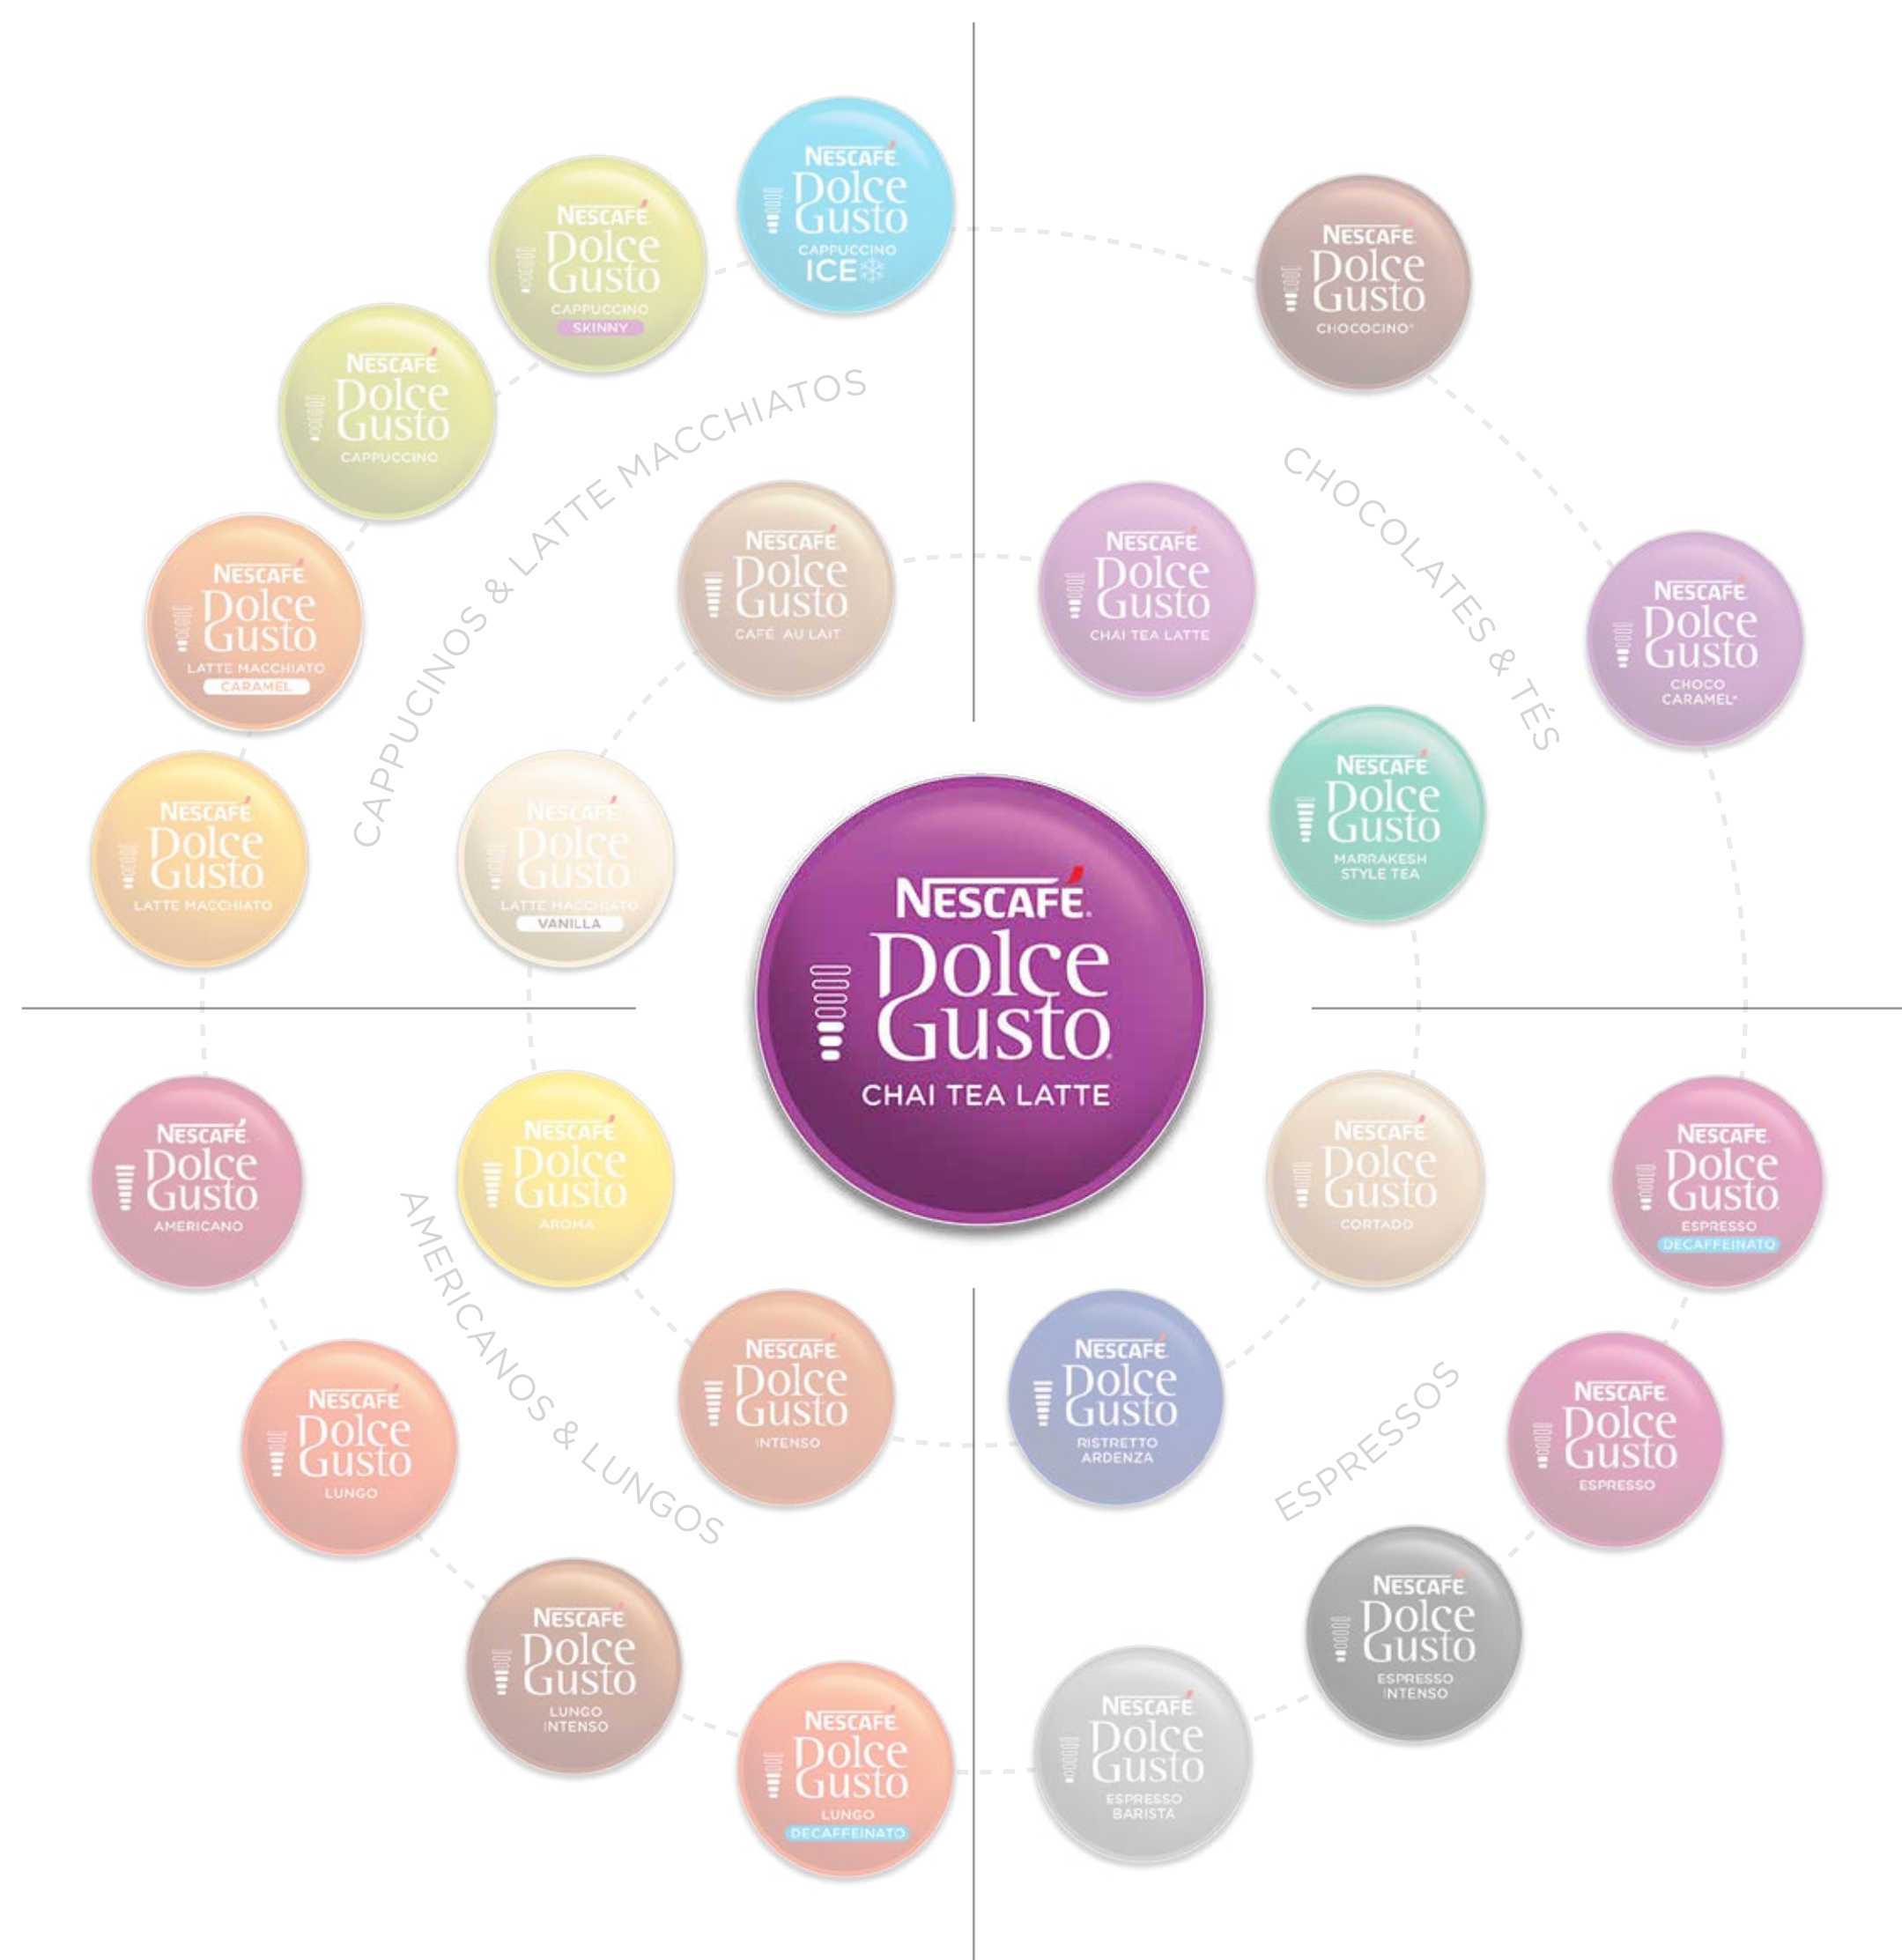 NESCAFÉ
Dolce
Gusto
CAPPUCCINO
ICE
NESCAFÉ
Dolce
Gusto
CAPPUCCINO
SKINNY
NESCAFÉ
Dolce
Gusto
CAPPUCCINO
NESCAFÉ
Dolce
Gusto
LATTE MACCHIATO
CARAMEL
NESCAFÉ
Dolce
Gusto
LATTE MACCHIATO
CAPPUCINOS & LATTE MACCHIATOS
NESCAFÉ
Dolce
Gusto
CAFÉ AU LAIT
NESCAFÉ
Dolce
Gusto
LATTE MACCHIATO
VANILLA
NESCAFÉ
Dolce
Gusto
CHOCOCINO*
NESCAFÉ
Dolce
Gusto
CHOCO
CARAMEL*
CHOCOLATES & TÉS
NESCAFÉ
Dolce
Gusto
CHAI TEA LATTE
NESCAFÉ
Dolce
Gusto
MARRAKESH
STYLE TEA
NESCAFÉ
Dolce
Gusto
CHAI TEA LATTE
NESCAFÉ
Dolce
Gusto
AMERICANO
NESCAFÉ
Dolce
Gusto
AROMA
AMERICANOS & LUNGOS
NESCAFÉ
Dolce
Gusto
INTENSO
NESCAFÉ
Dolce
Gusto
LUNGO
NESCAFÉ
Dolce
Gusto
LUNGO
INTENSO
NESCAFÉ
Dolce
Gusto
LUNGO
DECAFFEINATO
NESCAFÉ
Dolce
Gusto
CORTADO
NESCAFÉ
Dolce
Gusto
ESPRESSO
DECAFFEINATO
NESCAFÉ
Dolce
Gusto
RISTRETTO
ARDENZA
ESPRESSOS
NESCAFÉ
Dolce
Gusto
ESPRESSO
NESCAFÉ
Dolce
Gusto
ESPRESSO
INTENSO
NESCAFÉ
Dolce
Gusto
ESPRESSO
BARISTA